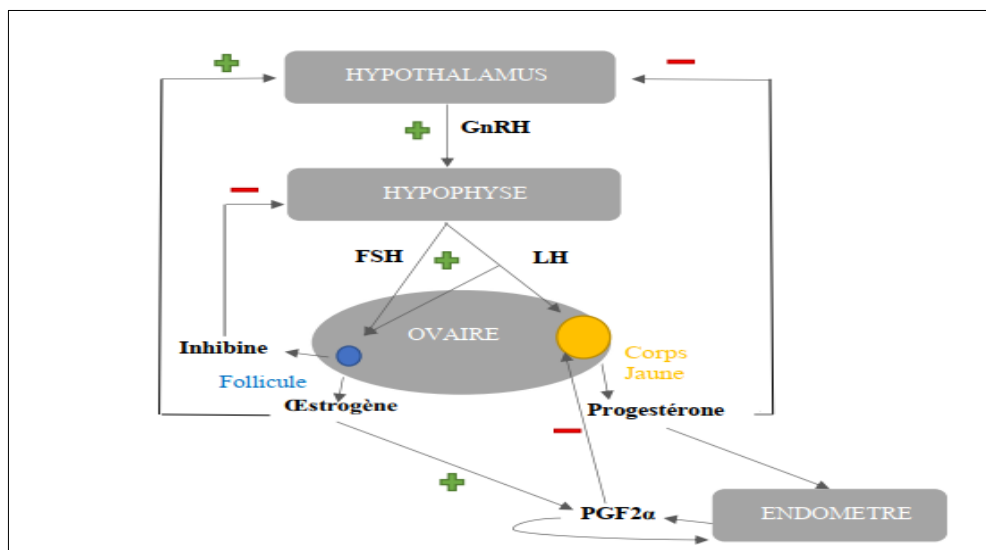 HYPOTHALAMUS
GnRH
HYPOPHYSE
FSH
LH
OVAIRE
Inhibine
Corps
Jaune
Follicule
Œstrogène
Progestérone
PGF2α
ENDOMETRE